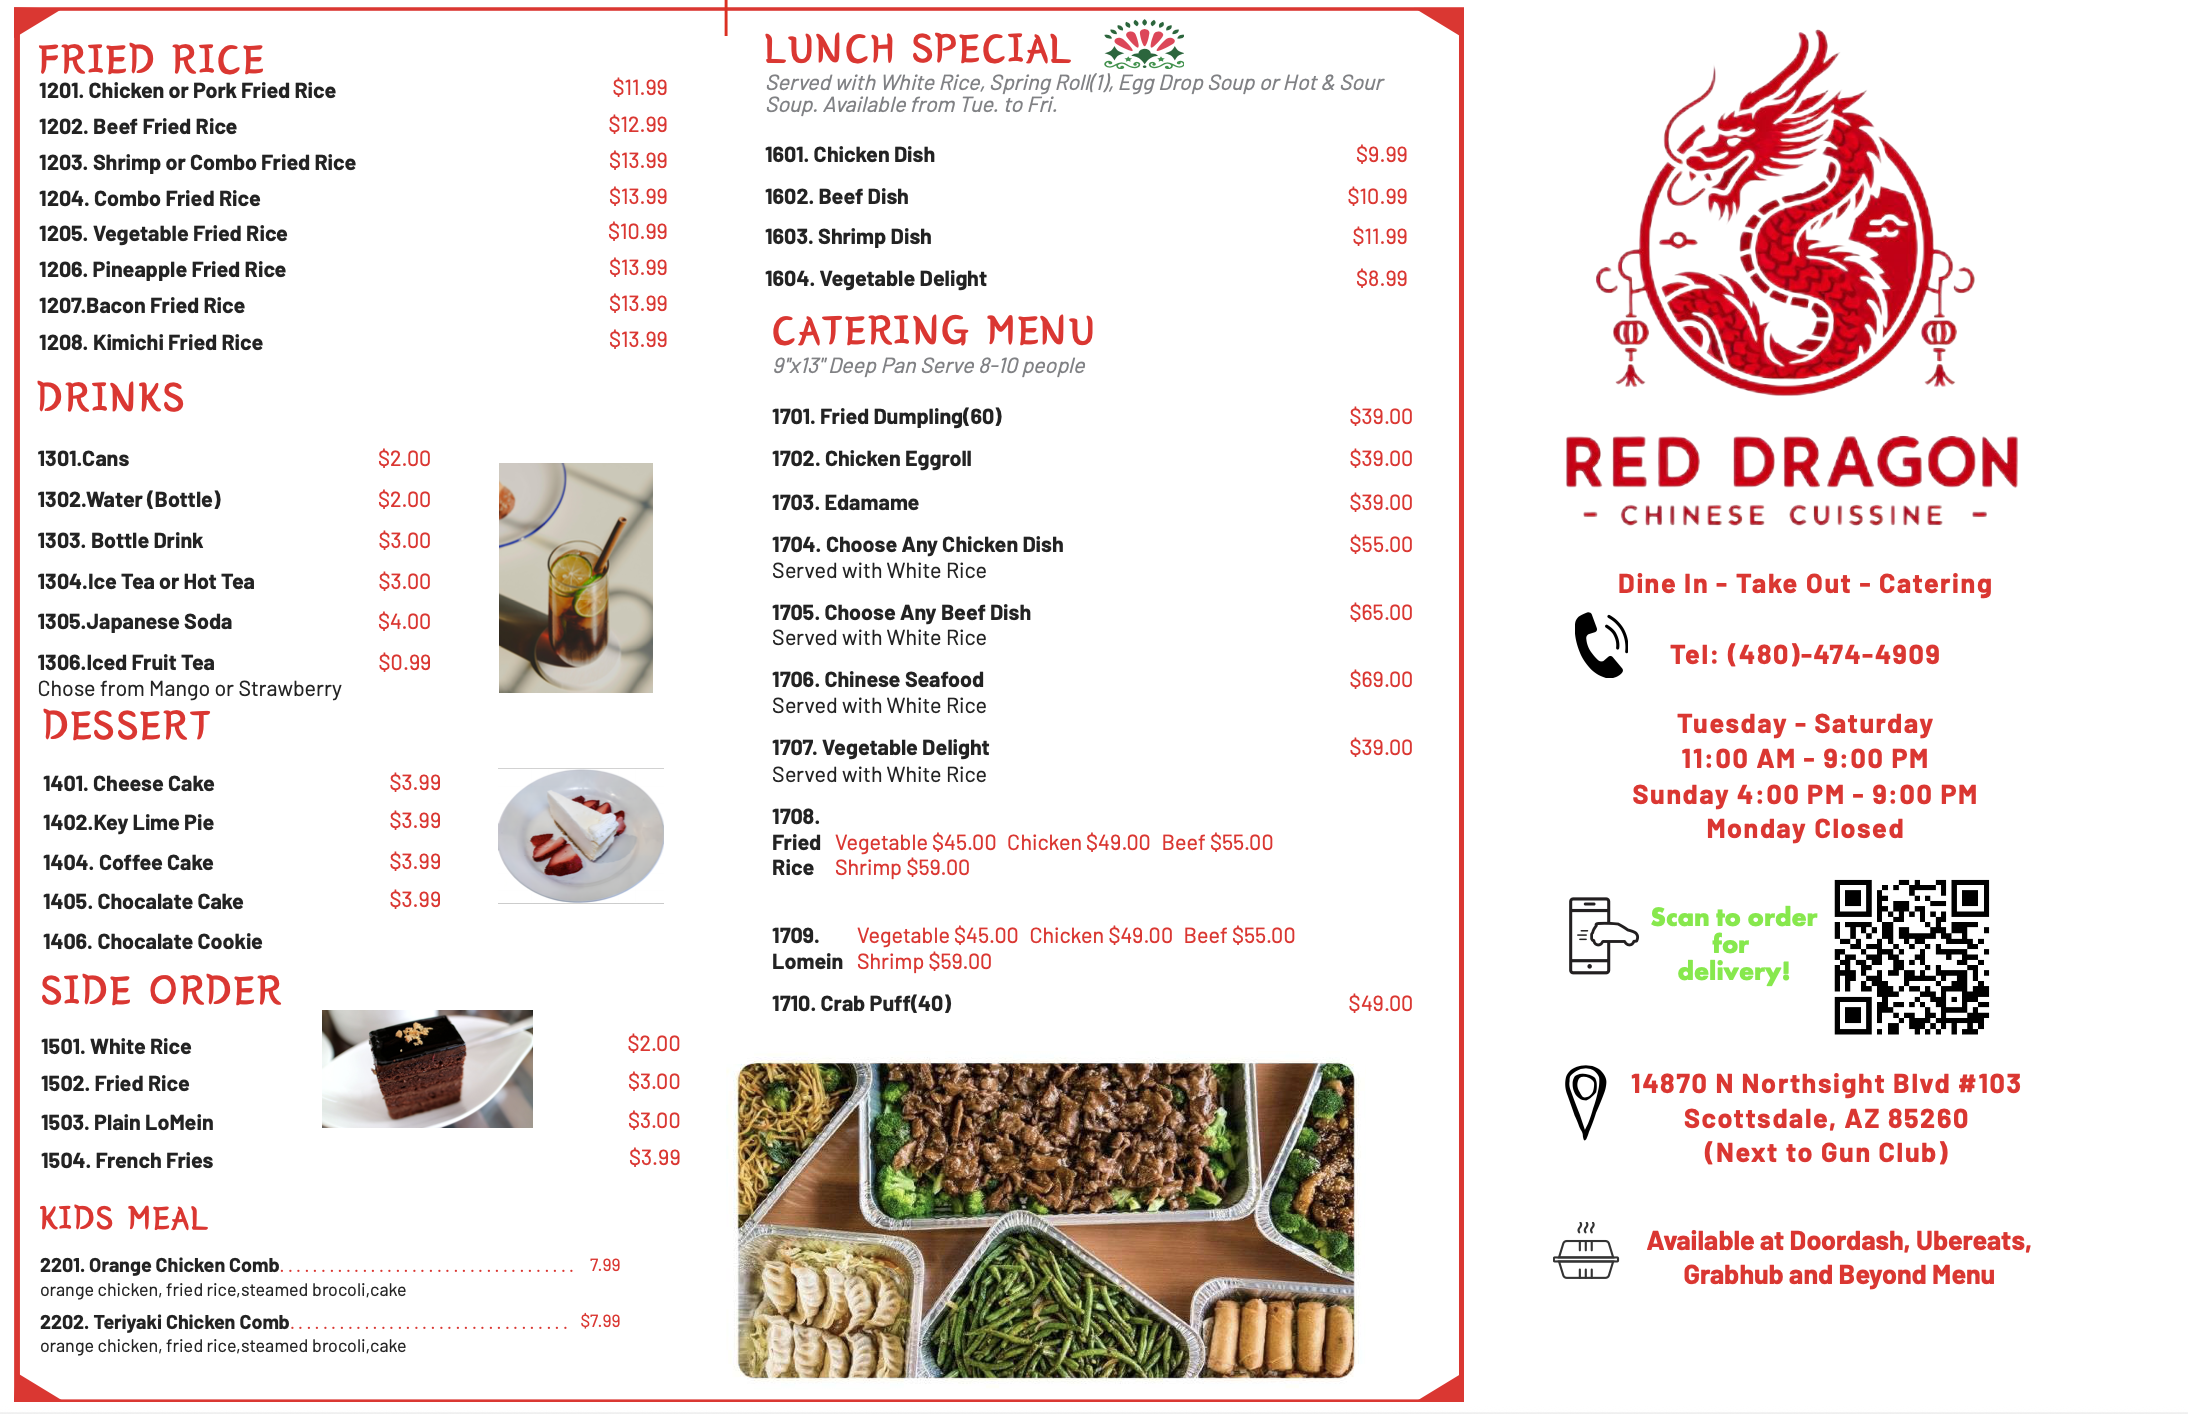 FRIED RICE
1201. Chicken or Pork Fried Rice $11.99
1202. Beef Fried Rice $12.99
1203. Shrimp or Combo Fried Rice $13.99
1204. Combo Fried Rice $13.99
1205. Vegetable Fried Rice $10.99
1206. Pineapple Fried Rice $13.99
1207.Bacon Fried Rice $13.99
1208. Kimichi Fried Rice $13.99
DRINKS
1301.Cans $2.00
1302.Water (Bottle) $2.00
1303. Bottle Drink $3.00
1304.Ice Tea or Hot Tea $3.00
1305.Japanese Soda $4.00
1306.Iced Fruit Tea $0.99
Chose from Mango or Strawberry
DESSERT
1401. Cheese Cake $3.99
1402.Key Lime Pie $3.99
1404. Coffee Cake $3.99
1405. Chocalate Cake $3.99
1406. Chocalate Cookie
SIDE ORDER
1501. White Rice $2.00
1502. Fried Rice $3.00
1503. Plain LoMein $3.00
1504. French Fries $3.99
KIDS MEAL
2201. Orange Chicken Comb.................................... 7.99
orange chicken, fried rice,steamed brocoli,cake
2202. Teriyaki Chicken Comb.................................. $7.99
orange chicken, fried rice,steamed brocoli,cake
LUNCH SPECIAL
Served with White Rice, Spring Roll(1), Egg Drop Soup or Hot & Sour
Soup. Available from Tue. to Fri.
1601. Chicken Dish $9.99
1602. Beef Dish $10.99
1603. Shrimp Dish $11.99
1604. Vegetable Delight $8.99
CATERING MENU
9"x13" Deep Pan Serve 8-10 people
1701. Fried Dumpling(60) $39.00
1702. Chicken Eggroll $39.00
1703. Edamame $39.00
1704. Choose Any Chicken Dish $55.00
Served with White Rice
1705. Choose Any Beef Dish $65.00
Served with White Rice
1706. Chinese Seafood $69.00
Served with White Rice
1707. Vegetable Delight $39.00
Served with White Rice
1708.
Fried Vegetable $45.00 Chicken $49.00 Beef $55.00
Rice Shrimp $59.00
1709. Vegetable $45.00 Chicken $49.00 Beef $55.00
Lomein Shrimp $59.00
1710. Crab Puff(40) $49.00
RED DRAGON
- CHINESE CUISSINE -
Dine In - Take Out - Catering
Tel: (480)-474-4909
Tuesday - Saturday
11:00 AM - 9:00 PM
Sunday 4:00 PM - 9:00 PM
Monday Closed
Scan to order
for
delivery!
14870 N Northsight Blvd #103
Scottsdale, AZ 85260
(Next to Gun Club)
Available at Doordash, Ubereats,
Grabhub and Beyond Menu